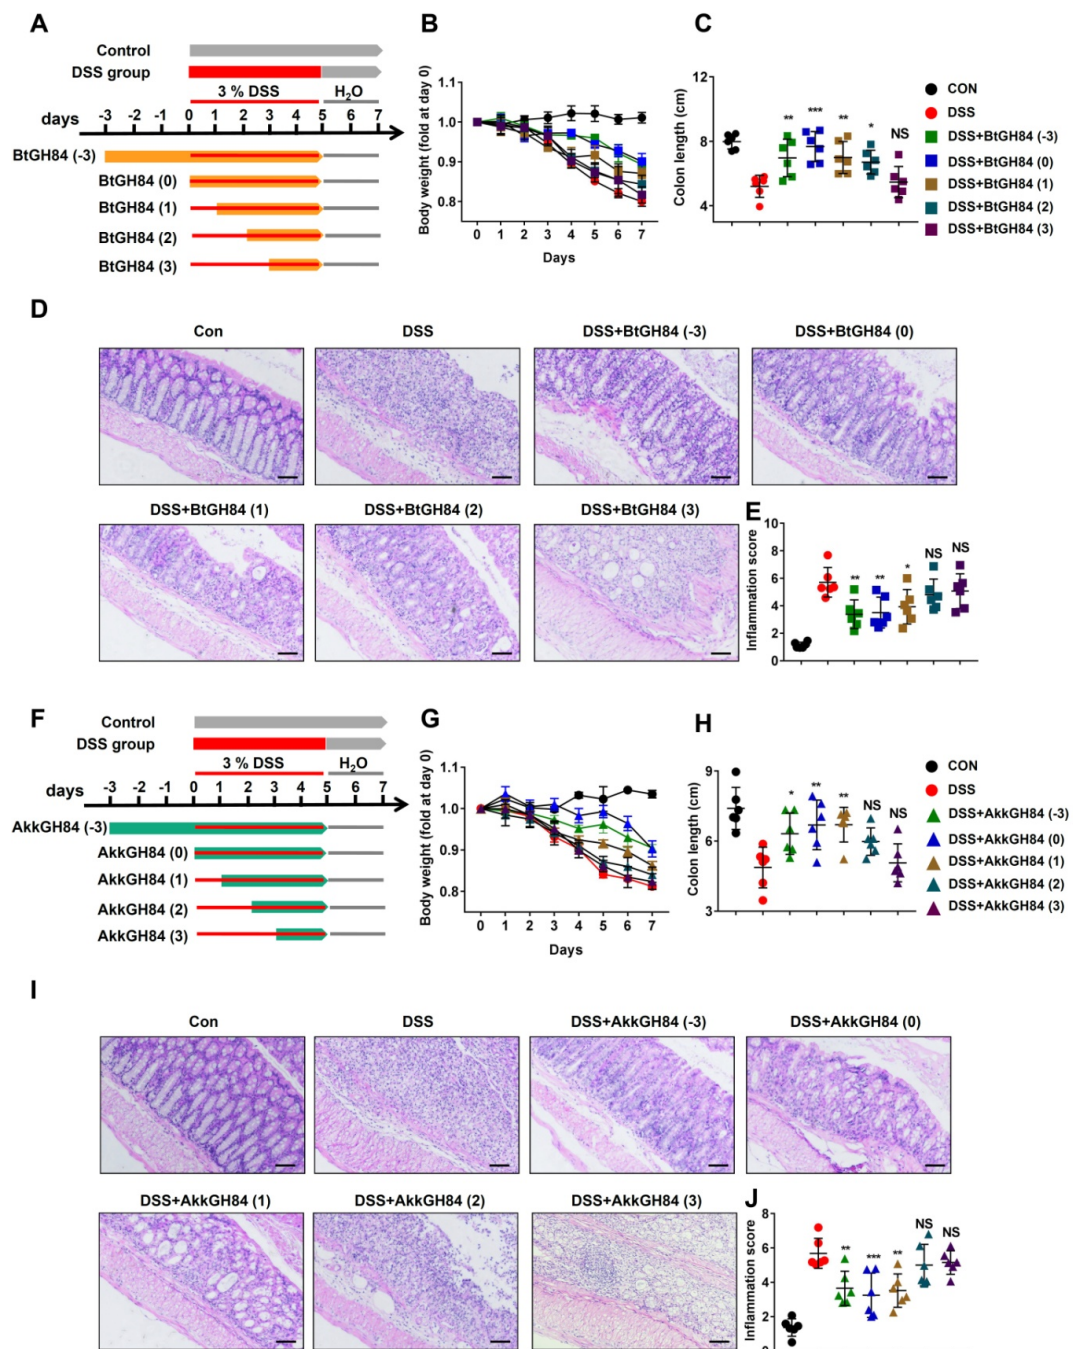 A
Control
DSS group
3 % DSS
H2O
days
-3 -2 -1 0 1 2 3 4 5 6 7
BtGH84 (-3)
BtGH84 (0)
BtGH84 (1)
BtGH84 (2)
BtGH84 (3)
B
Body weight (fold at day 0)
1.1
1.0
0.9
0.8
0 1 2 3 4 5 6 7
Days
C
Colon length (cm)
12
8
4
** *** ** * NS
CON
DSS
DSS+BtGH84 (-3)
DSS+BtGH84 (0)
DSS+BtGH84 (1)
DSS+BtGH84 (2)
DSS+BtGH84 (3)
D
Con DSS DSS+BtGH84 (-3) DSS+BtGH84 (0)
DSS+BtGH84 (1) DSS+BtGH84 (2) DSS+BtGH84 (3)
E
Inflammation score
10
8
6
4
2
0
** ** * NS NS
F
Control
DSS group
3 % DSS
H2O
days
-3 -2 -1 0 1 2 3 4 5 6 7
AkkGH84 (-3)
AkkGH84 (0)
AkkGH84 (1)
AkkGH84 (2)
AkkGH84 (3)
G
Body weight (fold at day 0)
1.1
1.0
0.9
0.8
0 1 2 3 4 5 6 7
Days
H
Colon length (cm)
9
6
3
* ** ** NS NS
CON
DSS
DSS+AkkGH84 (-3)
DSS+AkkGH84 (0)
DSS+AkkGH84 (1)
DSS+AkkGH84 (2)
DSS+AkkGH84 (3)
I
Con DSS DSS+AkkGH84 (-3) DSS+AkkGH84 (0)
DSS+AkkGH84 (1) DSS+AkkGH84 (2) DSS+AkkGH84 (3)
J
Inflammation score
8
6
4
2
0
** *** ** NS NS